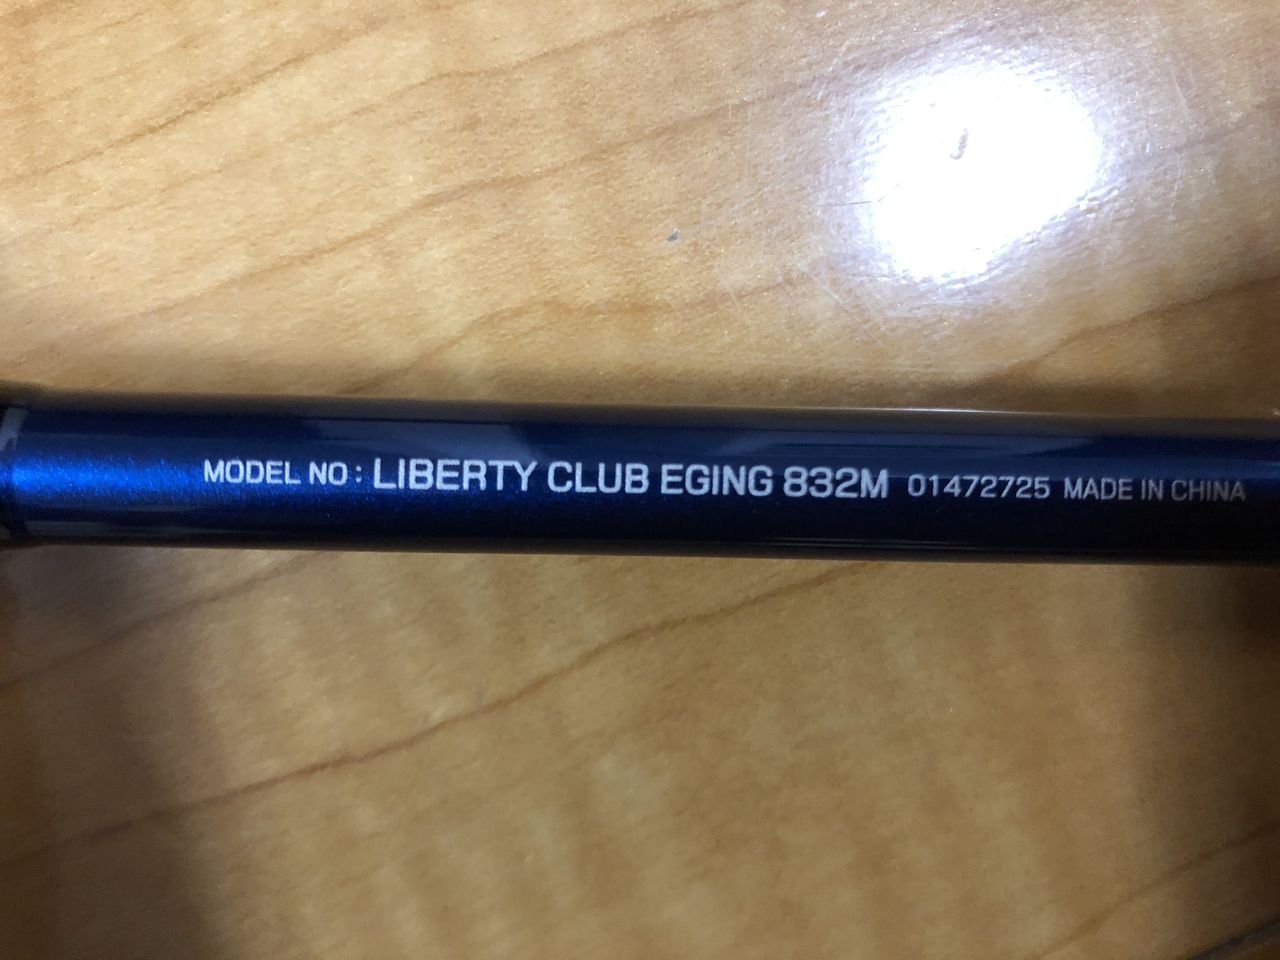 MODEL NO : LIBERTY CLUB EGING 832M 01472725 MADE IN CHINA